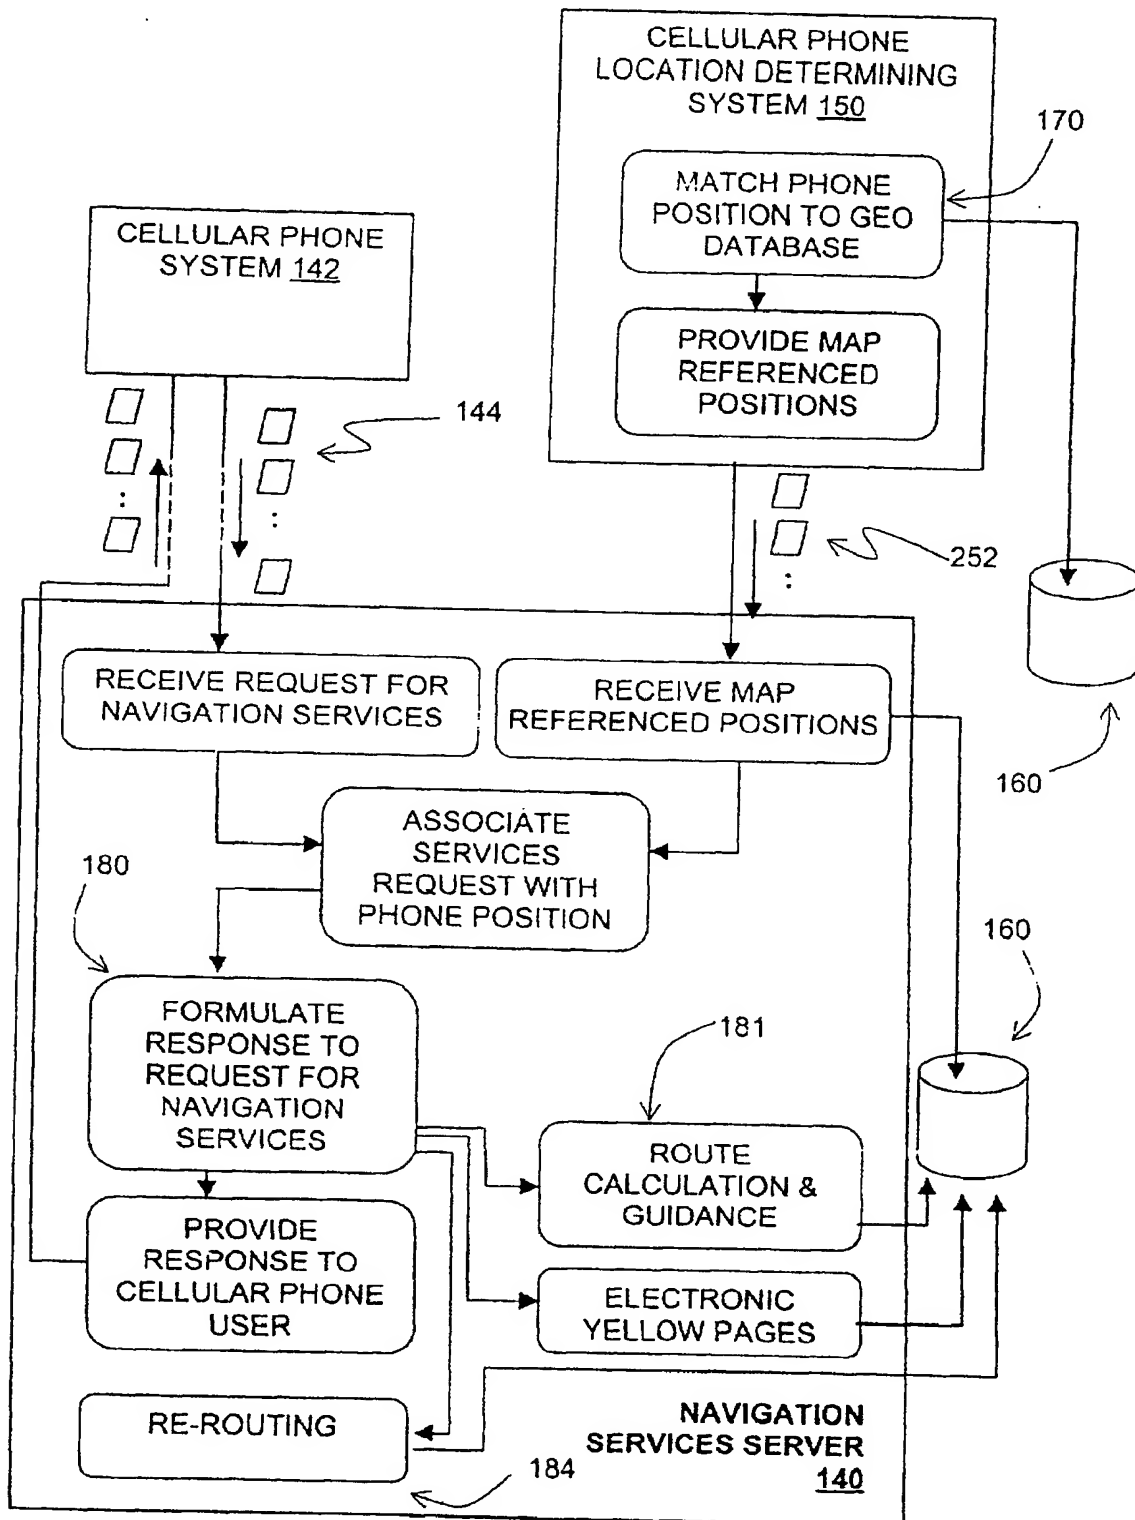 CELLULAR PHONE
LOCATION DETERMINING
SYSTEM 150
170
MATCH PHONE
POSITION TO GEO
DATABASE
CELLULAR PHONE
SYSTEM 142
PROVIDE MAP
REFERENCED
POSITIONS
144
252
RECEIVE REQUEST FOR
NAVIGATION SERVICES
RECEIVE MAP
REFERENCED POSITIONS
160
ASSOCIATE
SERVICES
REQUEST WITH
PHONE POSITION
180
160
FORMULATE
RESPONSE TO
REQUEST FOR
NAVIGATION
SERVICES
181
ROUTE
CALCULATION &
GUIDANCE
PROVIDE
RESPONSE TO
CELLULAR PHONE
USER
ELECTRONIC
YELLOW PAGES
RE-ROUTING
184
NAVIGATION
SERVICES SERVER
140